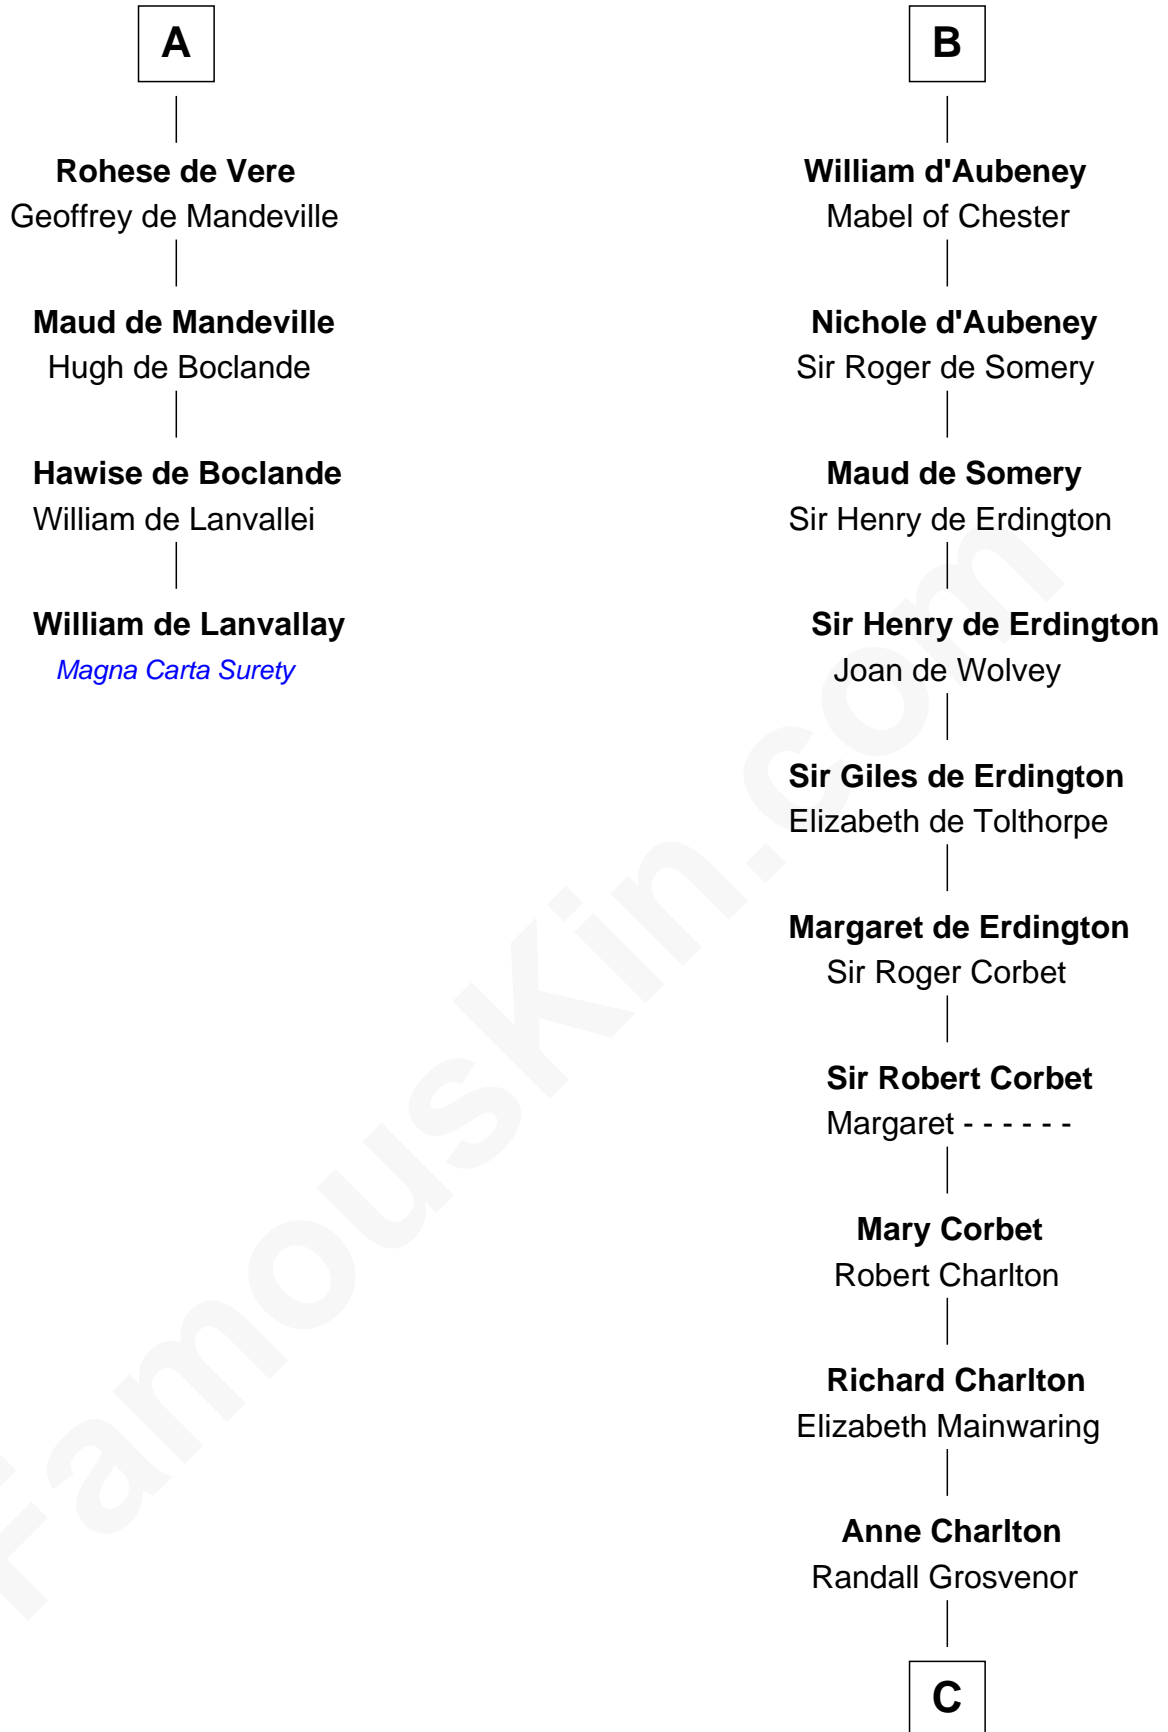 A
Rohese de Vere
Geoffrey de Mandeville
Maud de Mandeville
Hugh de Boclande
Hawise de Boclande
William de Lanvallei
William de Lanvallay
Magna Carta Surety
B
William d'Aubeney
Mabel of Chester
Nichole d'Aubeney
Sir Roger de Somery
Maud de Somery
Sir Henry de Erdington
Sir Henry de Erdington
Joan de Wolvey
Sir Giles de Erdington
Elizabeth de Tolthorpe
Margaret de Erdington
Sir Roger Corbet
Sir Robert Corbet
Margaret - - - - - -
Mary Corbet
Robert Charlton
Richard Charlton
Elizabeth Mainwaring
Anne Charlton
Randall Grosvenor
C
FamousKin.com